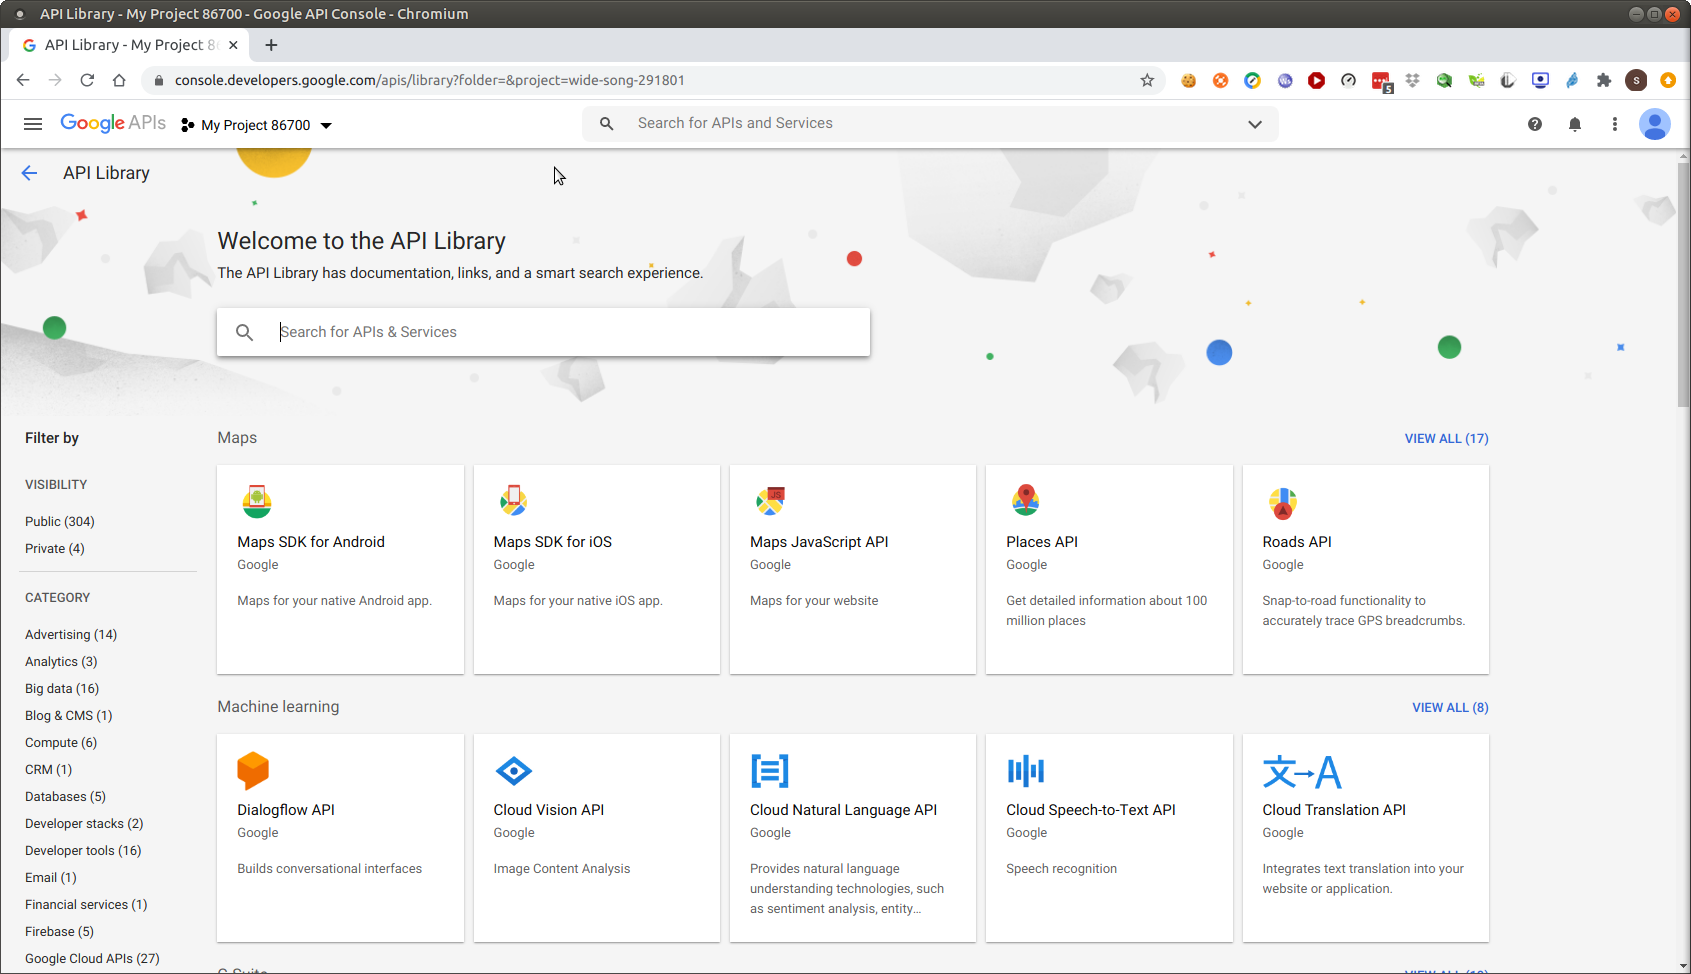 API Library - My Project 86700 - Google API Console - Chromium
API Library - My Project 86
console.developers.google.com/apis/library?folder=&project=wide-song-291801
5
S
Google APIs
My Project 86700
Search for APIs and Services
API Library
Welcome to the API Library
The API Library has documentation, links, and a smart search experience.
Search for APIs & Services
Filter by
VISIBILITY
Public (304)
Private (4)
CATEGORY
Advertising (14)
Analytics (3)
Big data (16)
Blog & CMS (1)
Compute (6)
CRM (1)
Databases (5)
Developer stacks (2)
Developer tools (16)
Email (1)
Financial services (1)
Firebase (5)
Google Cloud APIs (27)
Maps
VIEW ALL (17)
Maps SDK for Android
Google
Maps for your native Android app.
Maps SDK for iOS
Google
Maps for your native iOS app.
JS
Maps JavaScript API
Google
Maps for your website
Places API
Google
Get detailed information about 100
million places
Roads API
Google
Snap-to-road functionality to
accurately trace GPS breadcrumbs.
Machine learning
VIEW ALL (8)
Dialogflow API
Google
Builds conversational interfaces
Cloud Vision API
Google
Image Content Analysis
Cloud Natural Language API
Google
Provides natural language
understanding technologies, such
as sentiment analysis, entity...
Cloud Speech-to-Text API
Google
Speech recognition
文→A
Cloud Translation API
Google
Integrates text translation into your
website or application.
G Suite